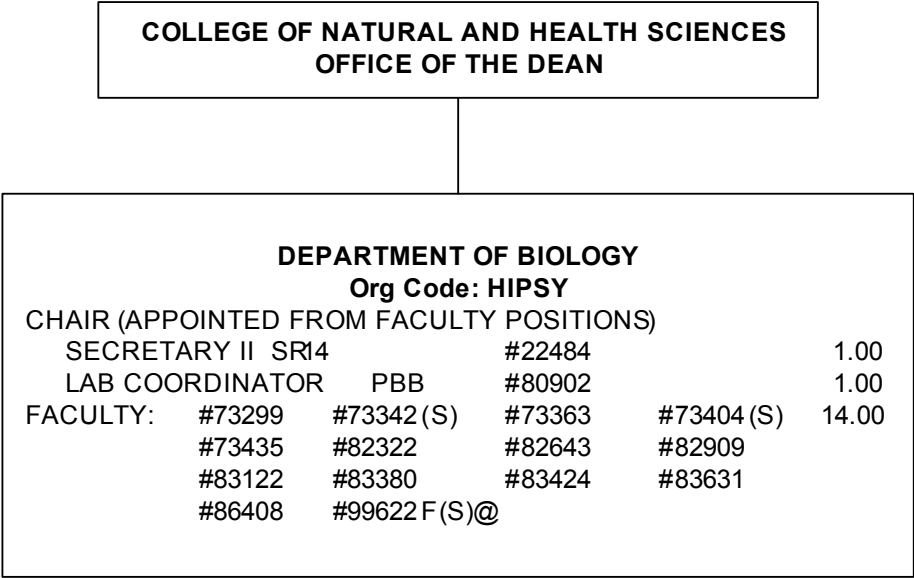 COLLEGE OF NATURAL AND HEALTH SCIENCES
OFFICE OF THE DEAN
DEPARTMENT OF BIOLOGY
Org Code: HIPSY
CHAIR (APPOINTED FROM FACULTY POSITIONS)
SECRETARY II SR14 #22484 1.00
LAB COORDINATOR PBB #80902 1.00
FACULTY: #73299 #73342 (S) #73363 #73404 (S) 14.00
#73435 #82322 #82643 #82909
#83122 #83380 #83424 #83631
#86408 #99622 F (S)@